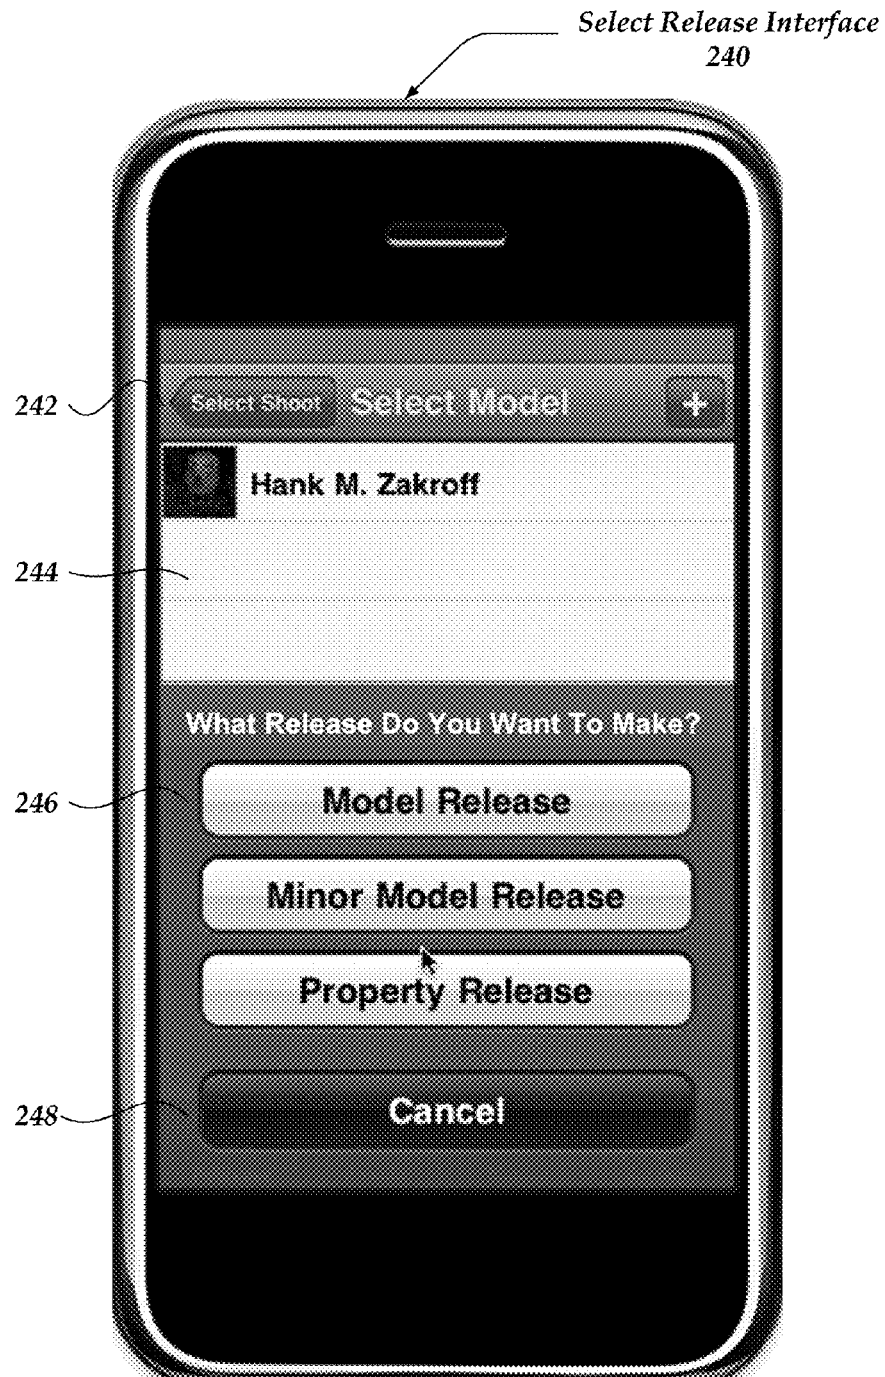 Select Release Interface
240
242
Select Shoot Select Model +
Hank M. Zakroff
244
What Release Do You Want To Make?
246
Model Release
Minor Model Release
Property Release
248
Cancel